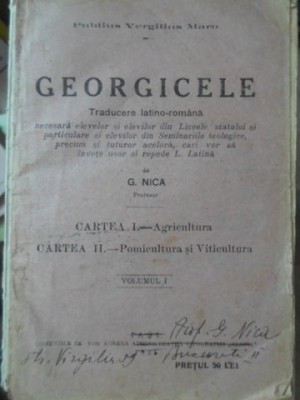 Publius Vergilius Maro
GEORGICELE
Traducere latino-română
necesară elevelor și elevilor din Liceele statului și
particulare și elevilor din Seminariile teologice,
precum și tuturor acelora, cari vor să
învețe ușor și repede L. Latină
de
G. NICA
Profesor
CARTEA I.—Agricultura
CARTEA II.—Pomicultura și Viticultura
VOLUMUL I
Prof. G. Nica
București
PREȚUL 50 LEI